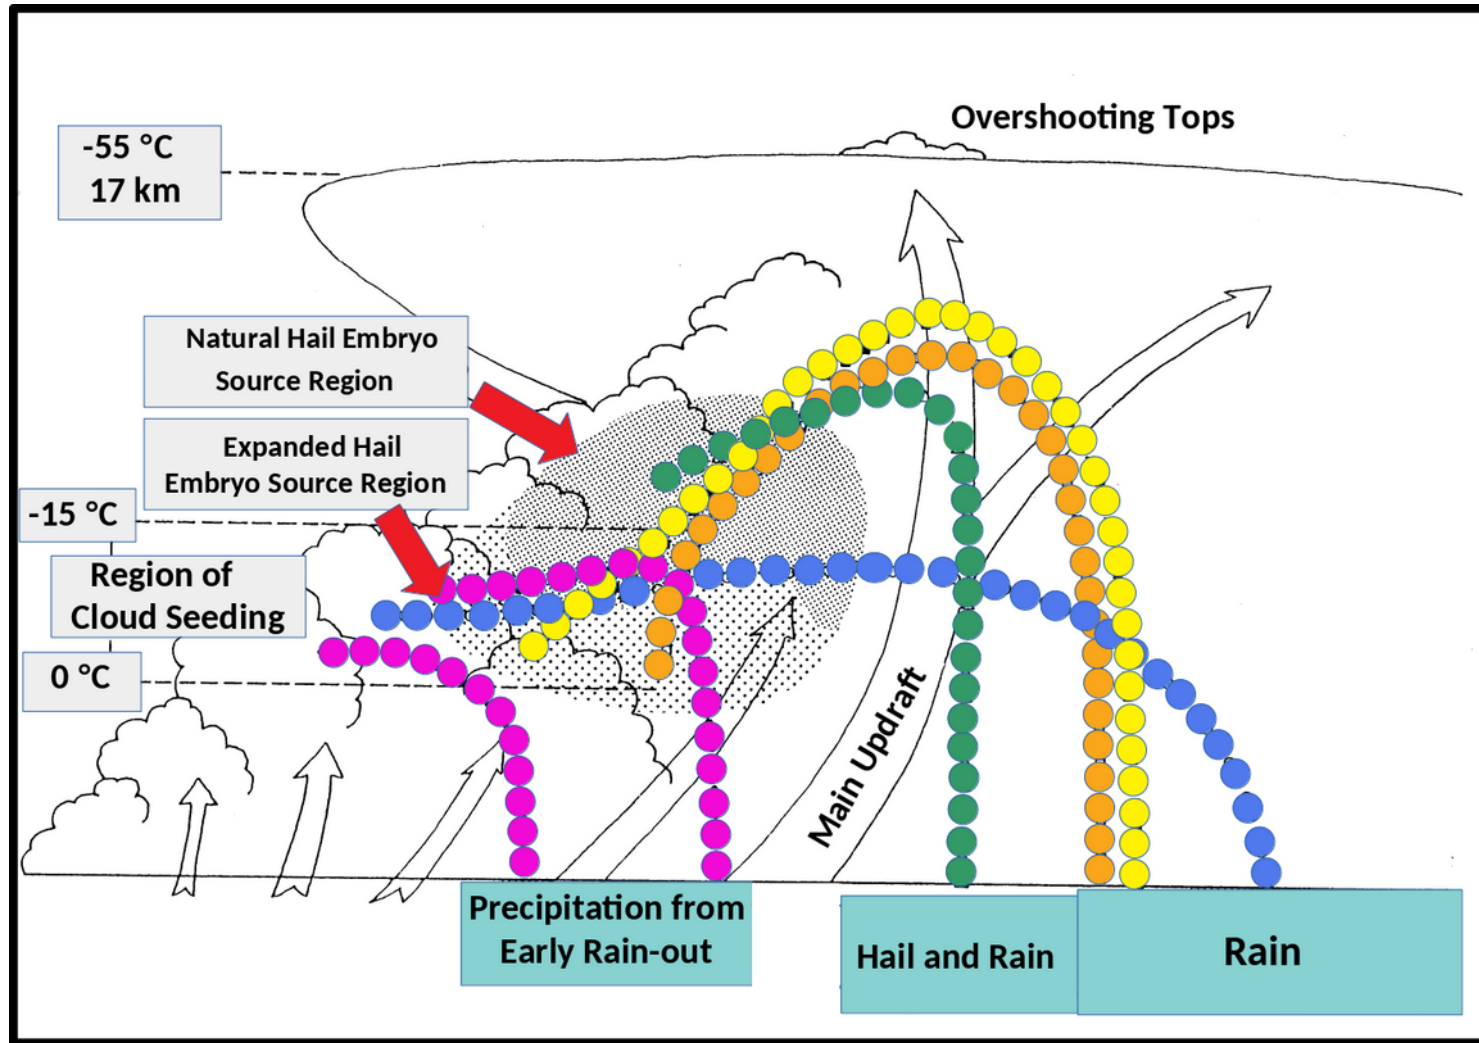 Overshooting Tops
-55 °C
17 km
Natural Hail Embryo
Source Region
Expanded Hail
Embryo Source Region
-15 °C
Region of
Cloud Seeding
0 °C
Main Updraft
Precipitation from
Early Rain-out
Hail and Rain
Rain